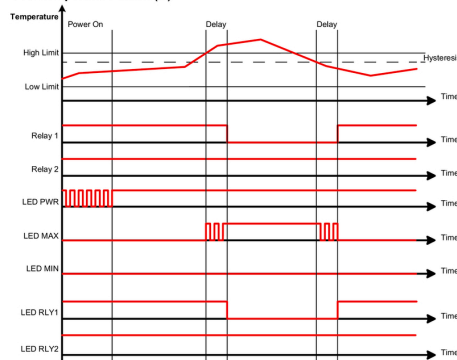 Temperature
Power On Delay Delay
High Limit
Hysteresi
Low Limit
Time
Relay 1
Time
Relay 2
Time
LED PWR
Time
LED MAX
Time
LED MIN
Time
LED RLY1
Time
LED RLY2
Time